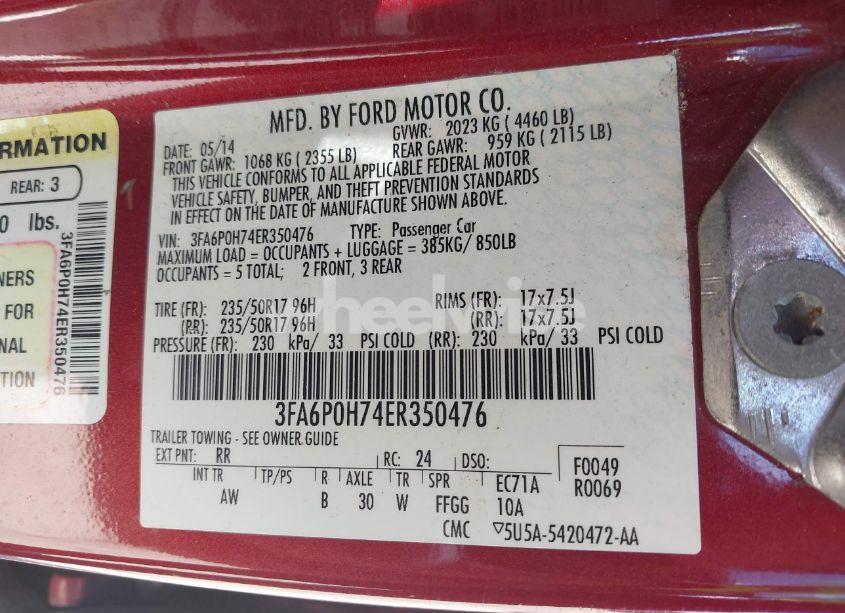 RMATION
REAR: 3
0 lbs.
3FA6P0H74ER350476
NERS
FOR
NAL
TION
MFD. BY FORD MOTOR CO.
DATE: 05/14 GVWR: 2023 KG ( 4460 LB)
FRONT GAWR: 1068 KG ( 2355 LB) REAR GAWR: 959 KG ( 2115 LB)
THIS VEHICLE CONFORMS TO ALL APPLICABLE FEDERAL MOTOR
VEHICLE SAFETY, BUMPER, AND THEFT PREVENTION STANDARDS
IN EFFECT ON THE DATE OF MANUFACTURE SHOWN ABOVE.
VIN: 3FA6P0H74ER350476 TYPE: Passenger Car
MAXIMUM LOAD = OCCUPANTS + LUGGAGE = 385KG/ 850LB
OCCUPANTS = 5 TOTAL; 2 FRONT, 3 REAR
TIRE (FR): 235/50R17 96H RIMS (FR): 17x7.5J
(RR): 235/50R17 96H (RR): 17x7.5J
PRESSURE (FR): 230 kPa/ 33 PSI COLD (RR): 230 kPa/ 33 PSI COLD
3FA6P0H74ER350476
TRAILER TOWING - SEE OWNER GUIDE
EXT PNT: RR RC: 24 DSO: F0049
R0069
INT TR TP/PS R AXLE TR SPR EC71A
AW B 30 W FFGG 10A
CMC ▽5U5A-5420472-AA